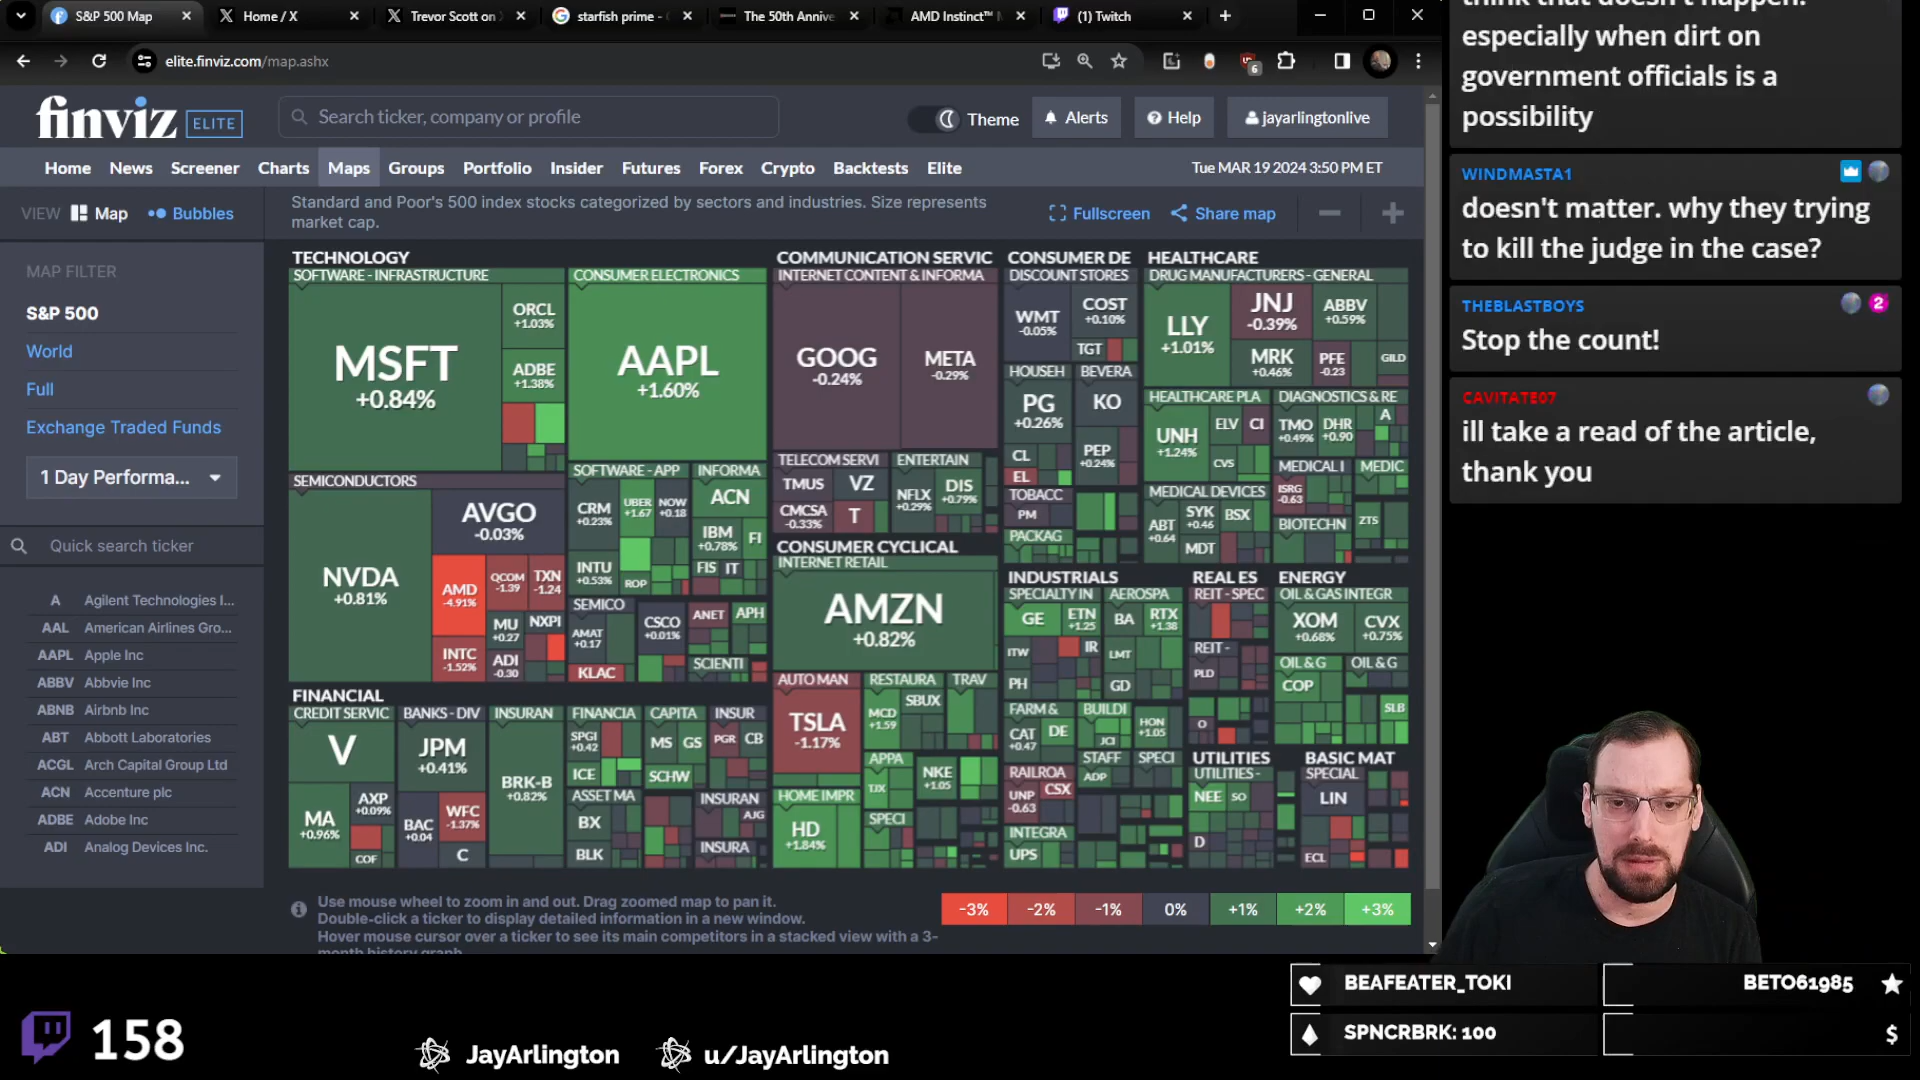 S&P 500 Map
Home / X
Trevor Scott on
starfish prime -
The 50th Annive
AMD Instinct™
(1) Twitch
elite.finviz.com/map.ashx
6
finviz ELITE
Search ticker, company or profile
Theme
Alerts
Help
jayarlingtonlive
Home News Screener Charts Maps Groups Portfolio Insider Futures Forex Crypto Backtests Elite
Tue MAR 19 2024 3:50 PM ET
VIEW Map Bubbles
Standard and Poor's 500 index stocks categorized by sectors and industries. Size represents
market cap.
Fullscreen
Share map
MAP FILTER
S&P 500
World
Full
Exchange Traded Funds
1 Day Performa...
Quick search ticker
A Agilent Technologies I...
AAL American Airlines Gro...
AAPL Apple Inc
ABBV Abbvie Inc
ABNB Airbnb Inc
ABT Abbott Laboratories
ACGL Arch Capital Group Ltd
ACN Accenture plc
ADBE Adobe Inc
ADI Analog Devices Inc.
TECHNOLOGY
SOFTWARE - INFRASTRUCTURE
MSFT
+0.84%
ORCL
+1.03%
ADBE
+1.38%
CONSUMER ELECTRONICS
AAPL
+1.60%
SEMICONDUCTORS
NVDA
+0.81%
AVGO
-0.03%
AMD
-4.91%
QCOM
-1.39
TXN
-1.24
MU
+0.27
NXPI
INTC
-1.52%
ADI
-0.30
SOFTWARE - APP
CRM
+0.23%
UBER
+1.67
NOW
+0.18
INTU
+0.53%
ROP
INFORMA
ACN
IBM
+0.78%
FI
FIS
IT
SEMICO
AMAT
+0.17
KLAC
CSCO
+0.01%
ANET
APH
SCIENTI
COMMUNICATION SERVIC
INTERNET CONTENT & INFORMA
GOOG
-0.24%
META
-0.29%
TELECOM SERVI
TMUS
VZ
CMCSA
-0.33%
T
ENTERTAIN
NFLX
+0.29%
DIS
+0.79%
CONSUMER CYCLICAL
INTERNET RETAIL
AMZN
+0.82%
AUTO MAN
TSLA
-1.17%
RESTAURA
MCD
+1.59
SBUX
TRAV
APPA
TJX
NKE
+1.05
HOME IMPR
HD
+1.84%
SPECI
CONSUMER DE
DISCOUNT STORES
WMT
-0.05%
COST
+0.10%
TGT
HOUSEH
PG
+0.26%
CL
EL
BEVERA
KO
PEP
+0.24%
TOBACC
PM
PACKAG
HEALTHCARE
DRUG MANUFACTURERS - GENERAL
LLY
+1.01%
JNJ
-0.39%
ABBV
+0.59%
MRK
+0.46%
PFE
-0.23
GILD
HEALTHCARE PLA
UNH
+1.24%
ELV
CI
CVS
DIAGNOSTICS & RE
TMO
+0.49%
DHR
+0.90
A
MEDICAL I
ISRG
-0.63
MEDIC
MEDICAL DEVICES
ABT
+0.64
SYK
+0.46
BSX
MDT
BIOTECHN
ZTS
FINANCIAL
CREDIT SERVIC
V
MA
+0.96%
AXP
+0.09%
COF
BANKS - DIV
JPM
+0.41%
BAC
+0.04
WFC
-1.37%
C
INSURAN
BRK-B
+0.82%
FINANCIA
SPGI
+0.42
ICE
CAPITA
MS
GS
SCHW
INSUR
PGR
CB
ASSET MA
BX
BLK
INSURAN
AJG
INSURA
INDUSTRIALS
SPECIALTY IN
GE
ETN
+1.25
ITW
IR
PH
AEROSPA
BA
RTX
+1.38
LMT
GD
FARM &
CAT
+0.47
DE
BUILDI
JCI
HON
+1.05
RAILROA
UNP
-0.63
CSX
STAFF
ADP
SPECI
INTEGRA
UPS
REAL ES
REIT - SPEC
REIT -
PLD
O
ENERGY
OIL & GAS INTEGR
XOM
+0.68%
CVX
+0.75%
OIL & G
COP
OIL & G
SLB
UTILITIES
UTILITIES -
NEE
SO
D
BASIC MAT
SPECIAL
LIN
ECL
Use mouse wheel to zoom in and out. Drag zoomed map to pan it.
Double-click a ticker to display detailed information in a new window.
Hover mouse cursor over a ticker to see its main competitors in a stacked view with a 3-
month history graph
-3% -2% -1% 0% +1% +2% +3%
think that doesn't happen.
especially when dirt on
government officials is a
possibility
WINDMASTA1
doesn't matter. why they trying
to kill the judge in the case?
THEBLASTBOYS
2
Stop the count!
CAVITATE07
ill take a read of the article,
thank you
158
JayArlington
u/JayArlington
BEAFEATER_TOKI
BETO61985
SPNCRBRK: 100
$